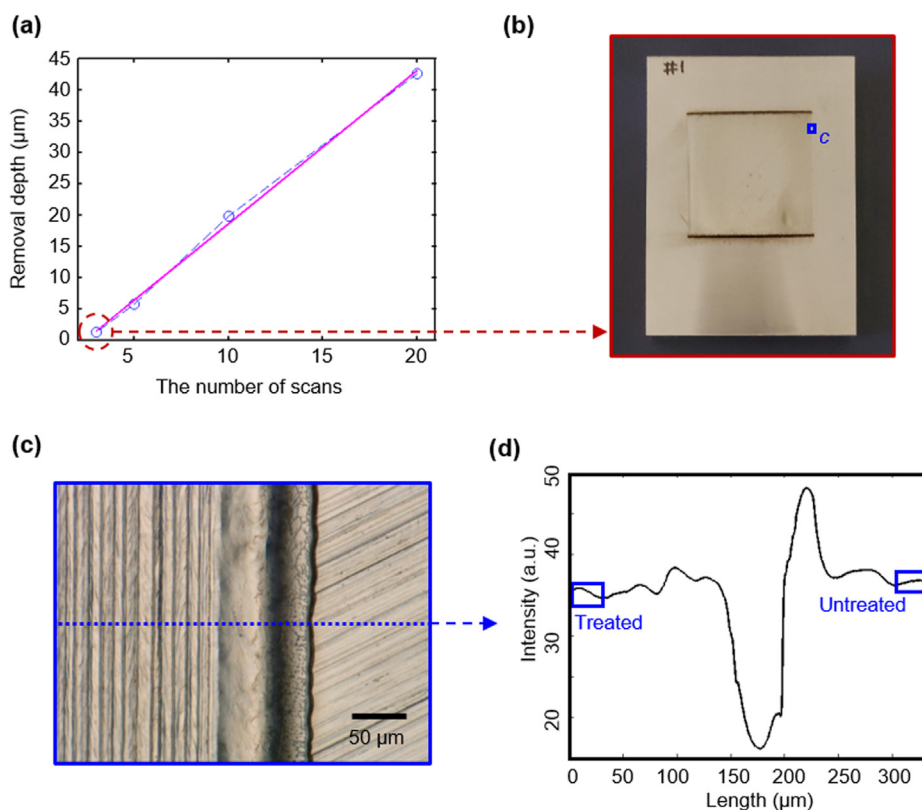 (a)
45
40
35
30
25
20
15
10
5
0
Removal depth (µm)
5 10 15 20
The number of scans
(b)
#1
c
(c)
50 µm
(d)
50
40
30
20
Intensity (a.u.)
Treated
Untreated
0 50 100 150 200 250 300
Length (µm)